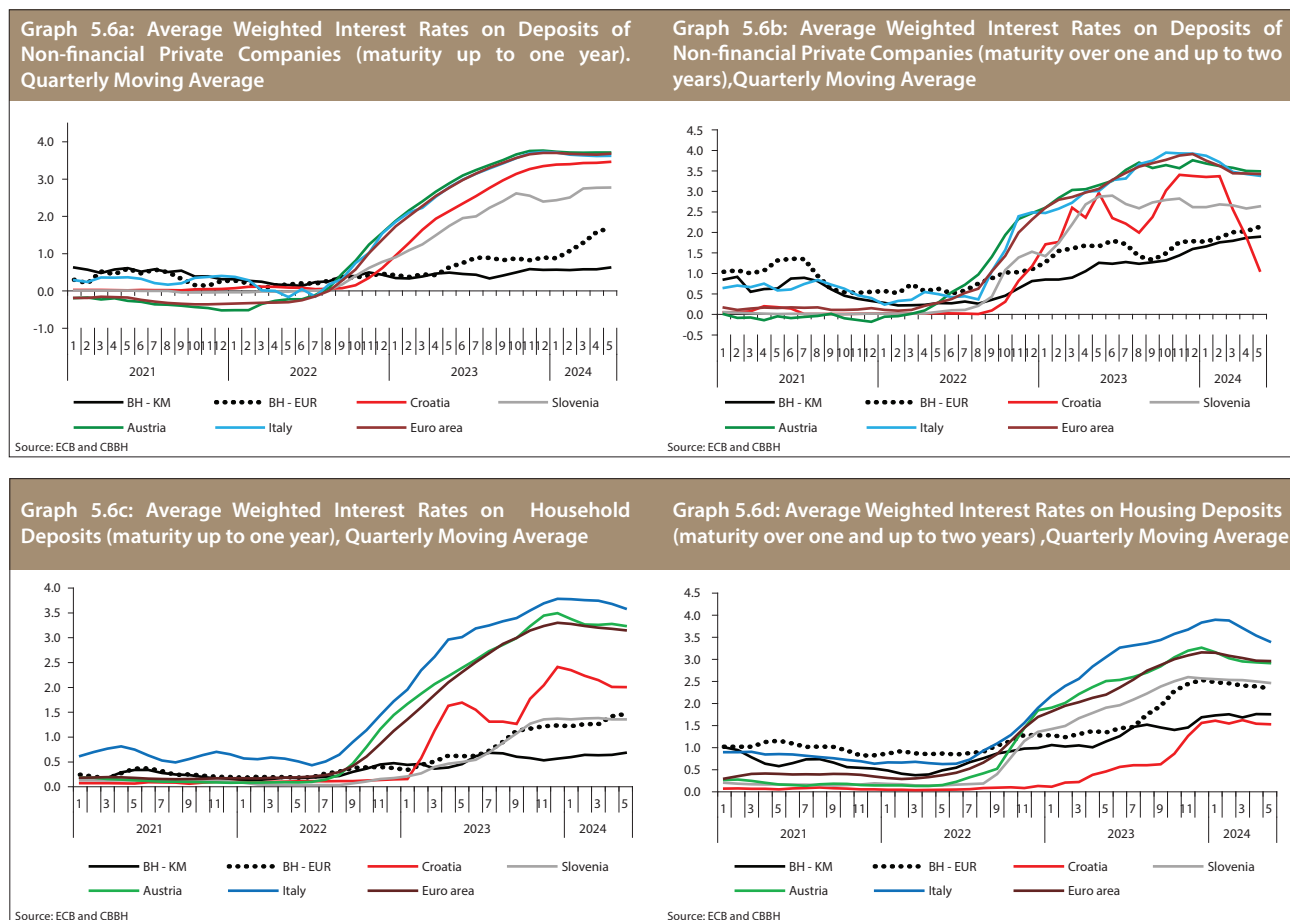 Graph 5.6a: Average Weighted Interest Rates on Deposits of
Non-financial Private Companies (maturity up to one year).
Quarterly Moving Average
4.0
3.0
2.0
1.0
0.0
-1.0
1 2 3 4 5 6 7 8 9 10 11 12 1 2 3 4 5 6 7 8 9 10 11 12 1 2 3 4 5 6 7 8 9 10 11 12 1 2 3 4 5
2021 2022 2023 2024
BH - KM BH - EUR Croatia Slovenia
Austria Italy Euro area
Source: ECB and CBBH
Graph 5.6b: Average Weighted Interest Rates on Deposits of
Non-financial Private Companies (maturity over one and up to two
years),Quarterly Moving Average
4.5
4.0
3.5
3.0
2.5
2.0
1.5
1.0
0.5
0.0
-0.5
1 2 3 4 5 6 7 8 9 10 11 12 1 2 3 4 5 6 7 8 9 10 11 12 1 2 3 4 5 6 7 8 9 10 11 12 1 2 3 4 5
2021 2022 2023 2024
BH - KM BH - EUR Croatia Slovenia
Austria Italy Euro area
Source: ECB and CBBH
Graph 5.6c: Average Weighted Interest Rates on Household
Deposits (maturity up to one year), Quarterly Moving Average
4.0
3.5
3.0
2.5
2.0
1.5
1.0
0.5
0.0
1 3 5 7 9 11 1 3 5 7 9 11 1 3 5 7 9 11 1 3 5
2021 2022 2023 2024
BH - KM BH - EUR Croatia Slovenia
Austria Italy Euro area
Source: ECB and CBBH
Graph 5.6d: Average Weighted Interest Rates on Housing Deposits
(maturity over one and up to two years) ,Quarterly Moving Average
4.5
4.0
3.5
3.0
2.5
2.0
1.5
1.0
0.5
0.0
1 3 5 7 9 11 1 3 5 7 9 11 1 3 5 7 9 11 1 3 5
2021 2022 2023 2024
BH - KM BH - EUR Croatia Slovenia
Austria Italy Euro area
Source: ECB and CBBH